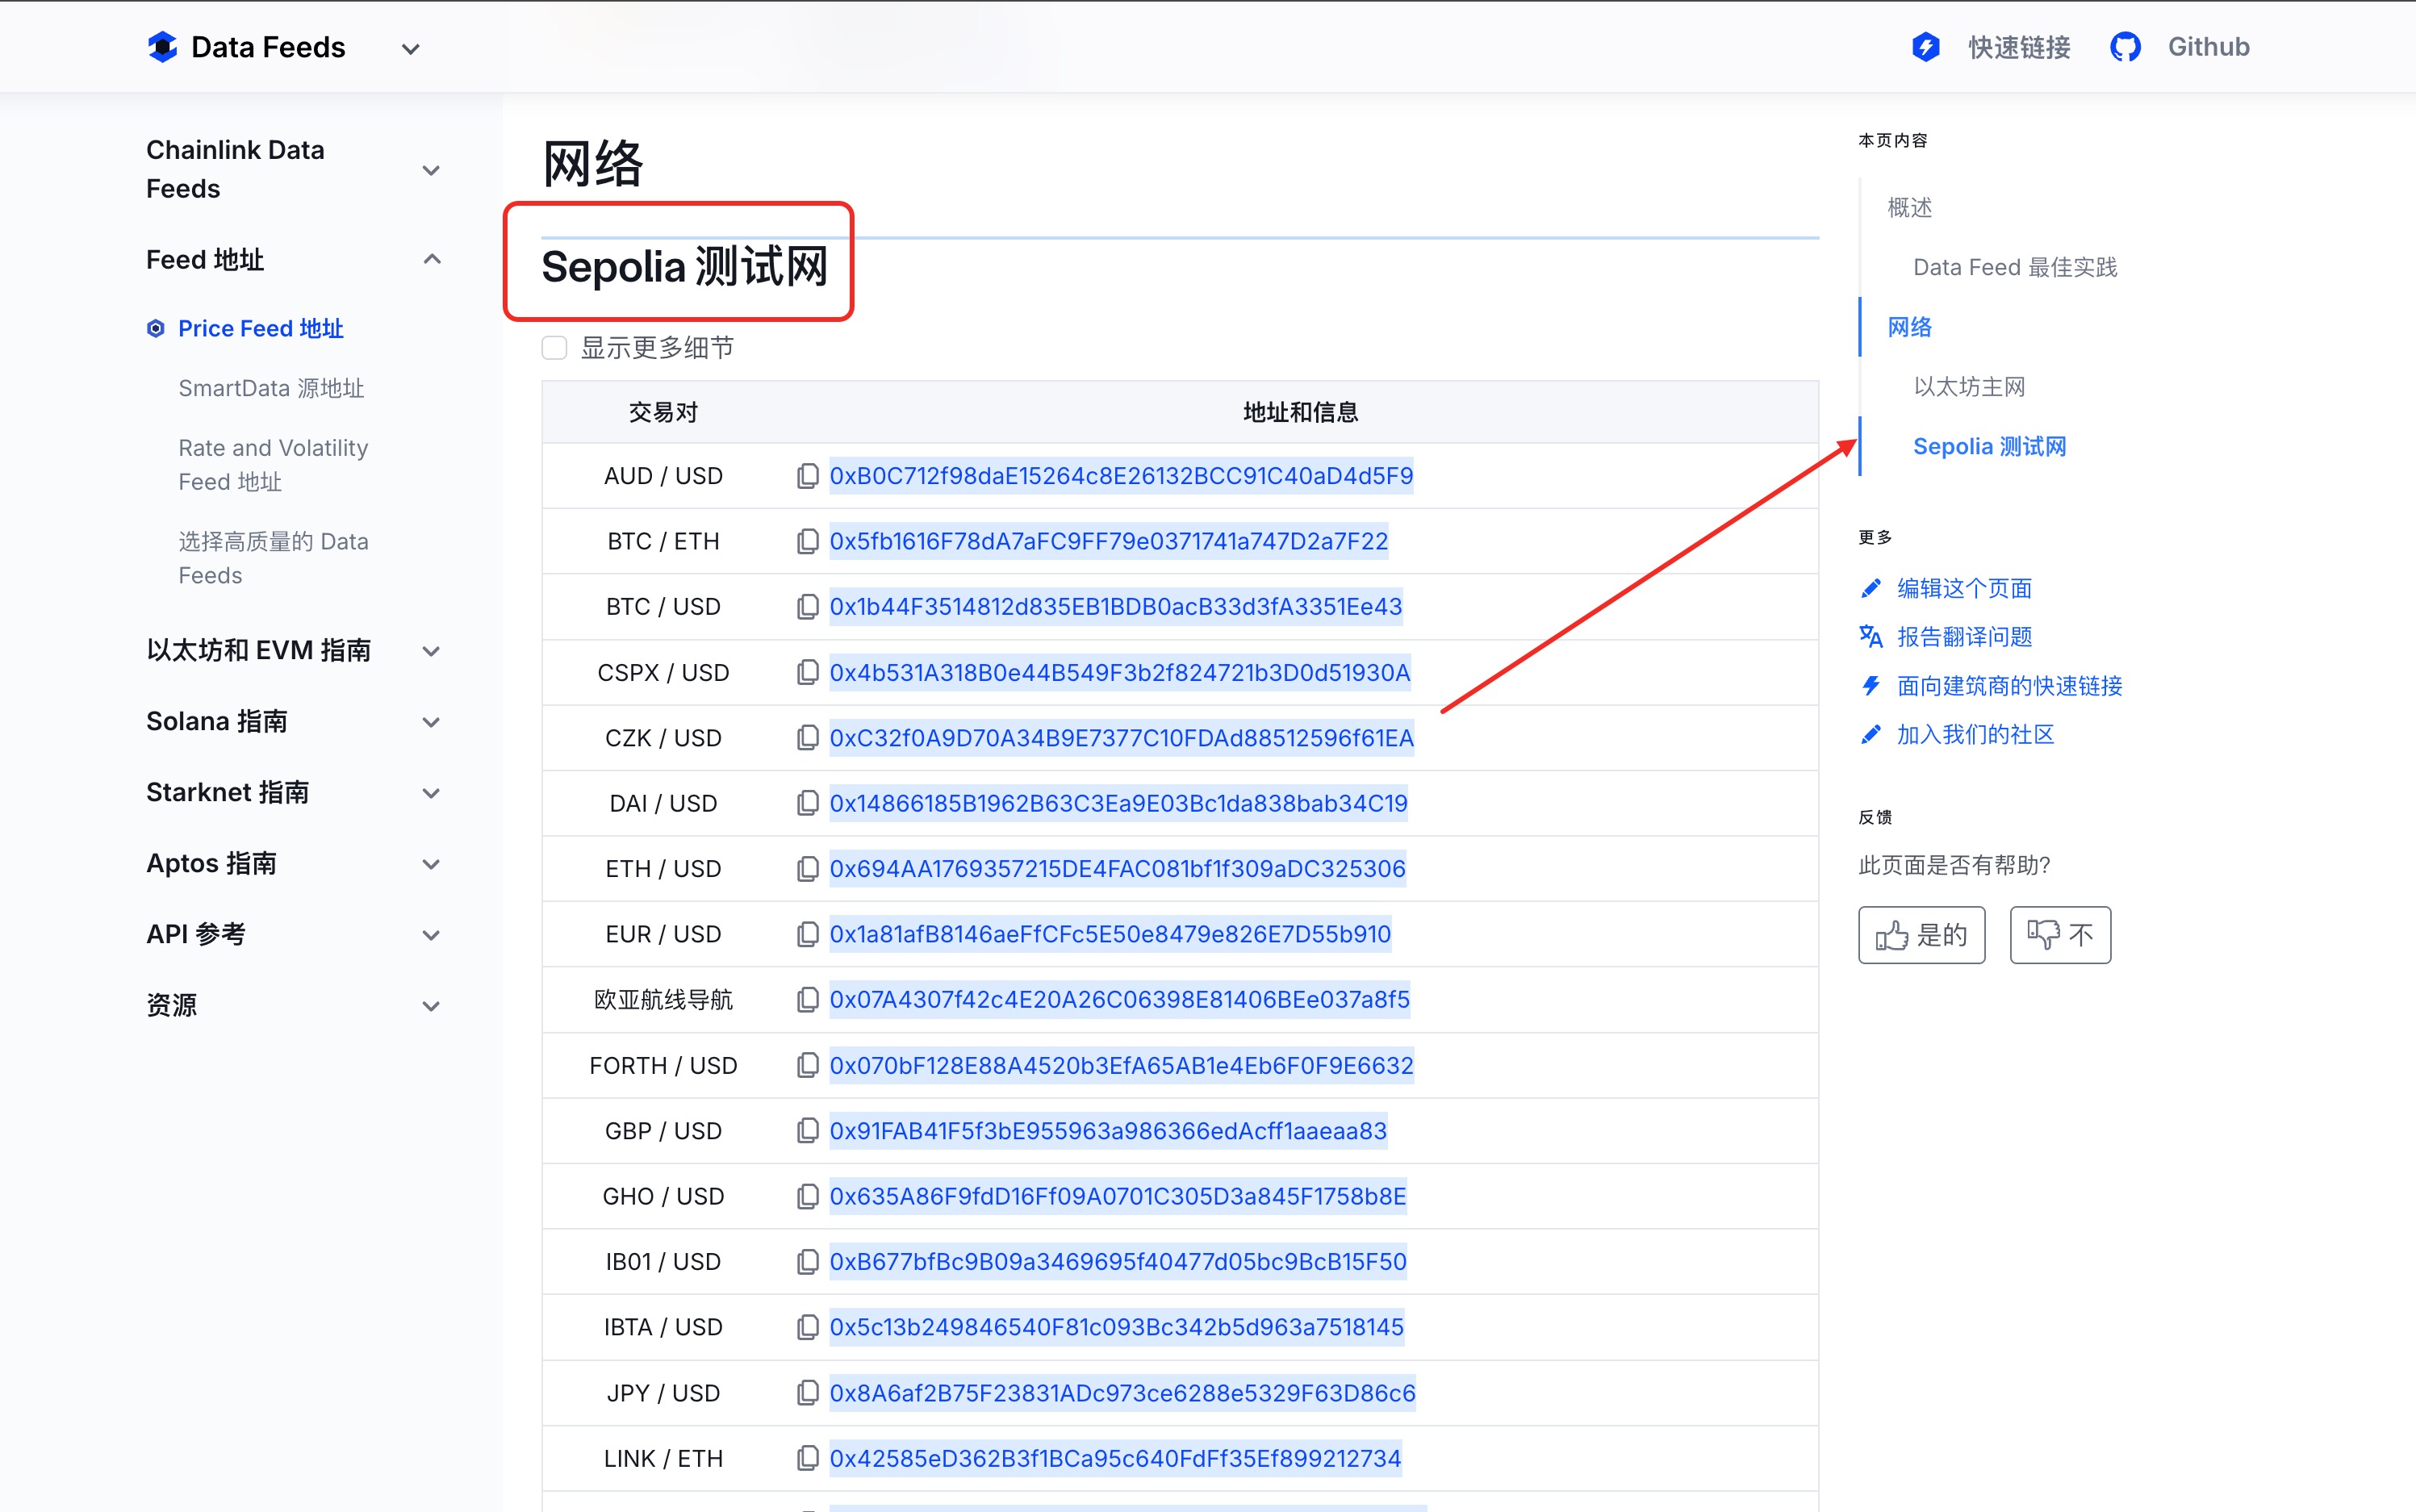 Data Feeds
快速链接
Github
Chainlink Data
Feeds
Feed 地址
Price Feed 地址
SmartData 源地址
Rate and Volatility
Feed 地址
选择高质量的 Data
Feeds
以太坊和 EVM 指南
Solana 指南
Starknet 指南
Aptos 指南
API 参考
资源
网络
Sepolia 测试网
显示更多细节
交易对 地址和信息
AUD / USD 0xB0C712f98daE15264c8E26132BCC91C40aD4d5F9
BTC / ETH 0x5fb1616F78dA7aFC9FF79e0371741a747D2a7F22
BTC / USD 0x1b44F3514812d835EB1BDB0acB33d3fA3351Ee43
CSPX / USD 0x4b531A318B0e44B549F3b2f824721b3D0d51930A
CZK / USD 0xC32f0A9D70A34B9E7377C10FDAd88512596f61EA
DAI / USD 0x14866185B1962B63C3Ea9E03Bc1da838bab34C19
ETH / USD 0x694AA1769357215DE4FAC081bf1f309aDC325306
EUR / USD 0x1a81afB8146aeFfCFc5E50e8479e826E7D55b910
欧亚航线导航 0x07A4307f42c4E20A26C06398E81406BEe037a8f5
FORTH / USD 0x070bF128E88A4520b3EfA65AB1e4Eb6F0F9E6632
GBP / USD 0x91FAB41F5f3bE955963a986366edAcff1aaeaa83
GHO / USD 0x635A86F9fdD16Ff09A0701C305D3a845F1758b8E
IB01 / USD 0xB677bfBc9B09a3469695f40477d05bc9BcB15F50
IBTA / USD 0x5c13b249846540F81c093Bc342b5d963a7518145
JPY / USD 0x8A6af2B75F23831ADc973ce6288e5329F63D86c6
LINK / ETH 0x42585eD362B3f1BCa95c640FdFf35Ef899212734
本页内容
概述
Data Feed 最佳实践
网络
以太坊主网
Sepolia 测试网
更多
编辑这个页面
报告翻译问题
面向建筑商的快速链接
加入我们的社区
反馈
此页面是否有帮助?
是的
不